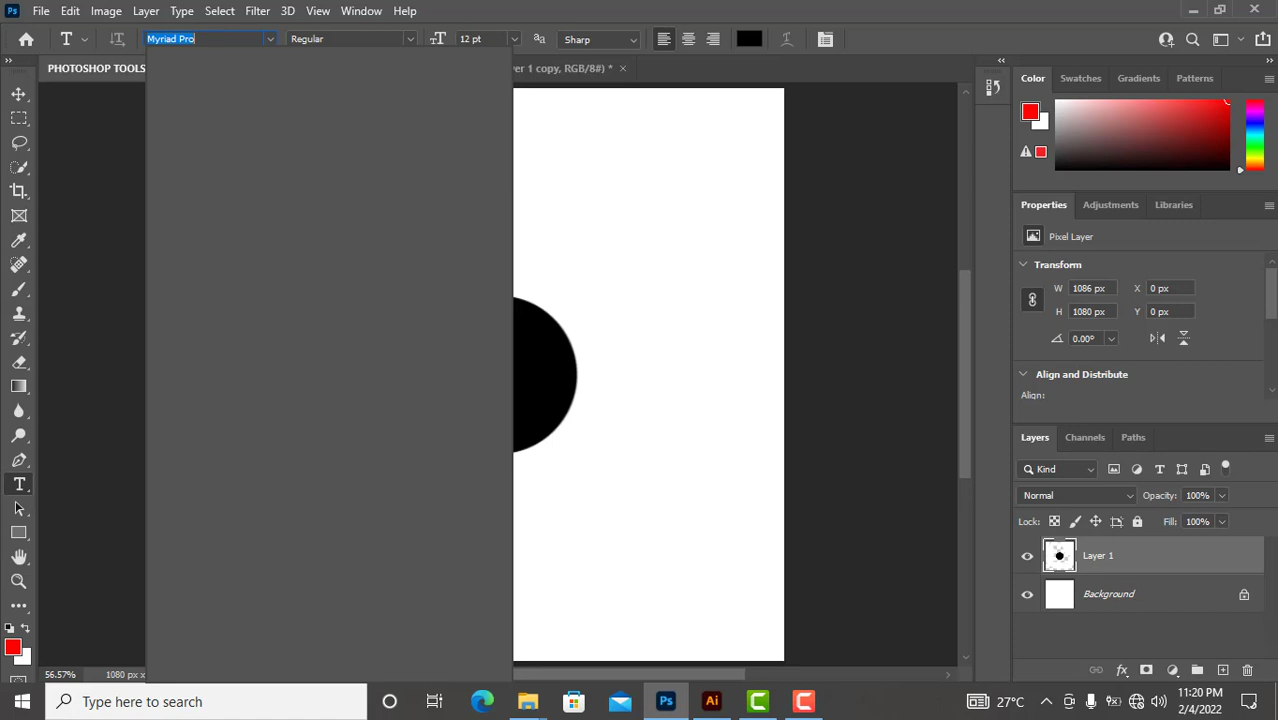 Ps File Edit Image Layer Type Select Filter 3D View Window Help
Myriad Pro Regular 12 pt Sharp
PHOTOSHOP TOOLS
er 1 copy, RGB/8#) *
Color Swatches Gradients Patterns
Properties Adjustments Libraries
Pixel Layer
Transform
W 1086 px X 0 px
H 1080 px Y 0 px
0.00°
Align and Distribute
Align:
Layers Channels Paths
Kind
Normal Opacity: 100%
Lock: Fill: 100%
Layer 1
Background
56.57% 1080 px x
Type here to search
Ps Ai
27°C
11:20 PM
2/4/2022